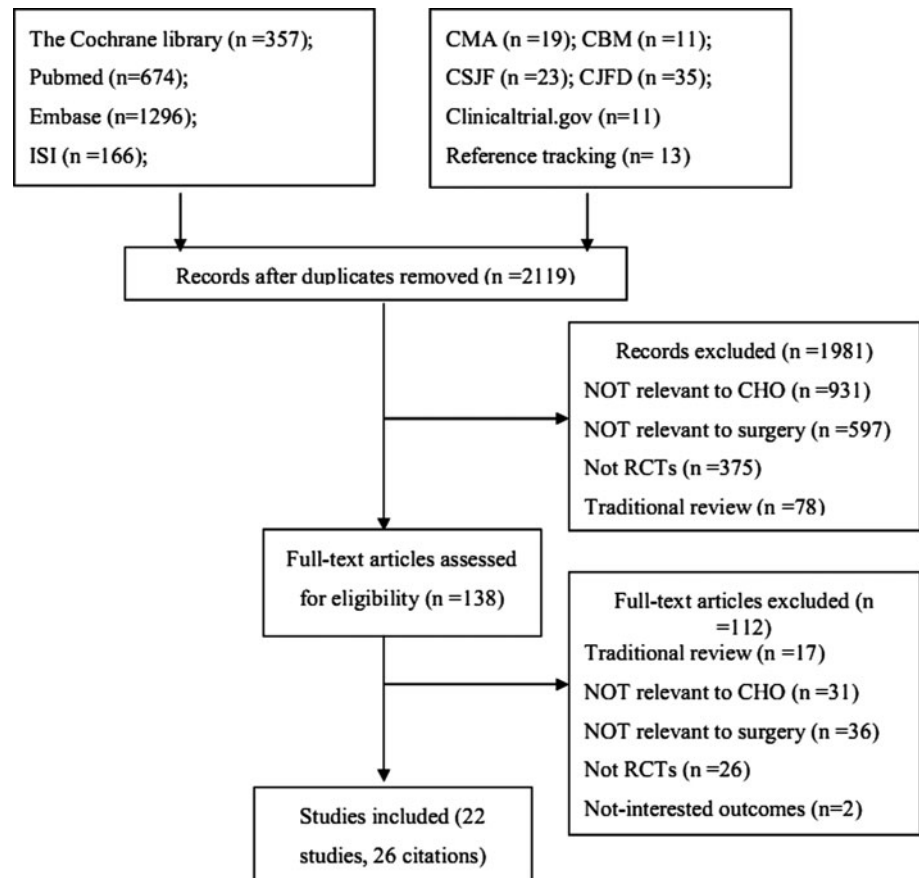 The Cochrane library (n =357);
Pubmed (n=674);
Embase (n=1296);
ISI (n =166);
CMA (n =19); CBM (n =11);
CSJF (n =23); CJFD (n =35);
Clinicaltrial.gov (n=11)
Reference tracking (n= 13)
Records after duplicates removed (n =2119)
Records excluded (n =1981)
NOT relevant to CHO (n =931)
NOT relevant to surgery (n =597)
Not RCTs (n =375)
Traditional review (n =78)
Full-text articles assessed
for eligibility (n =138)
Full-text articles excluded (n
=112)
Traditional review (n =17)
NOT relevant to CHO (n =31)
NOT relevant to surgery (n =36)
Not RCTs (n =26)
Not-interested outcomes (n=2)
Studies included (22
studies, 26 citations)